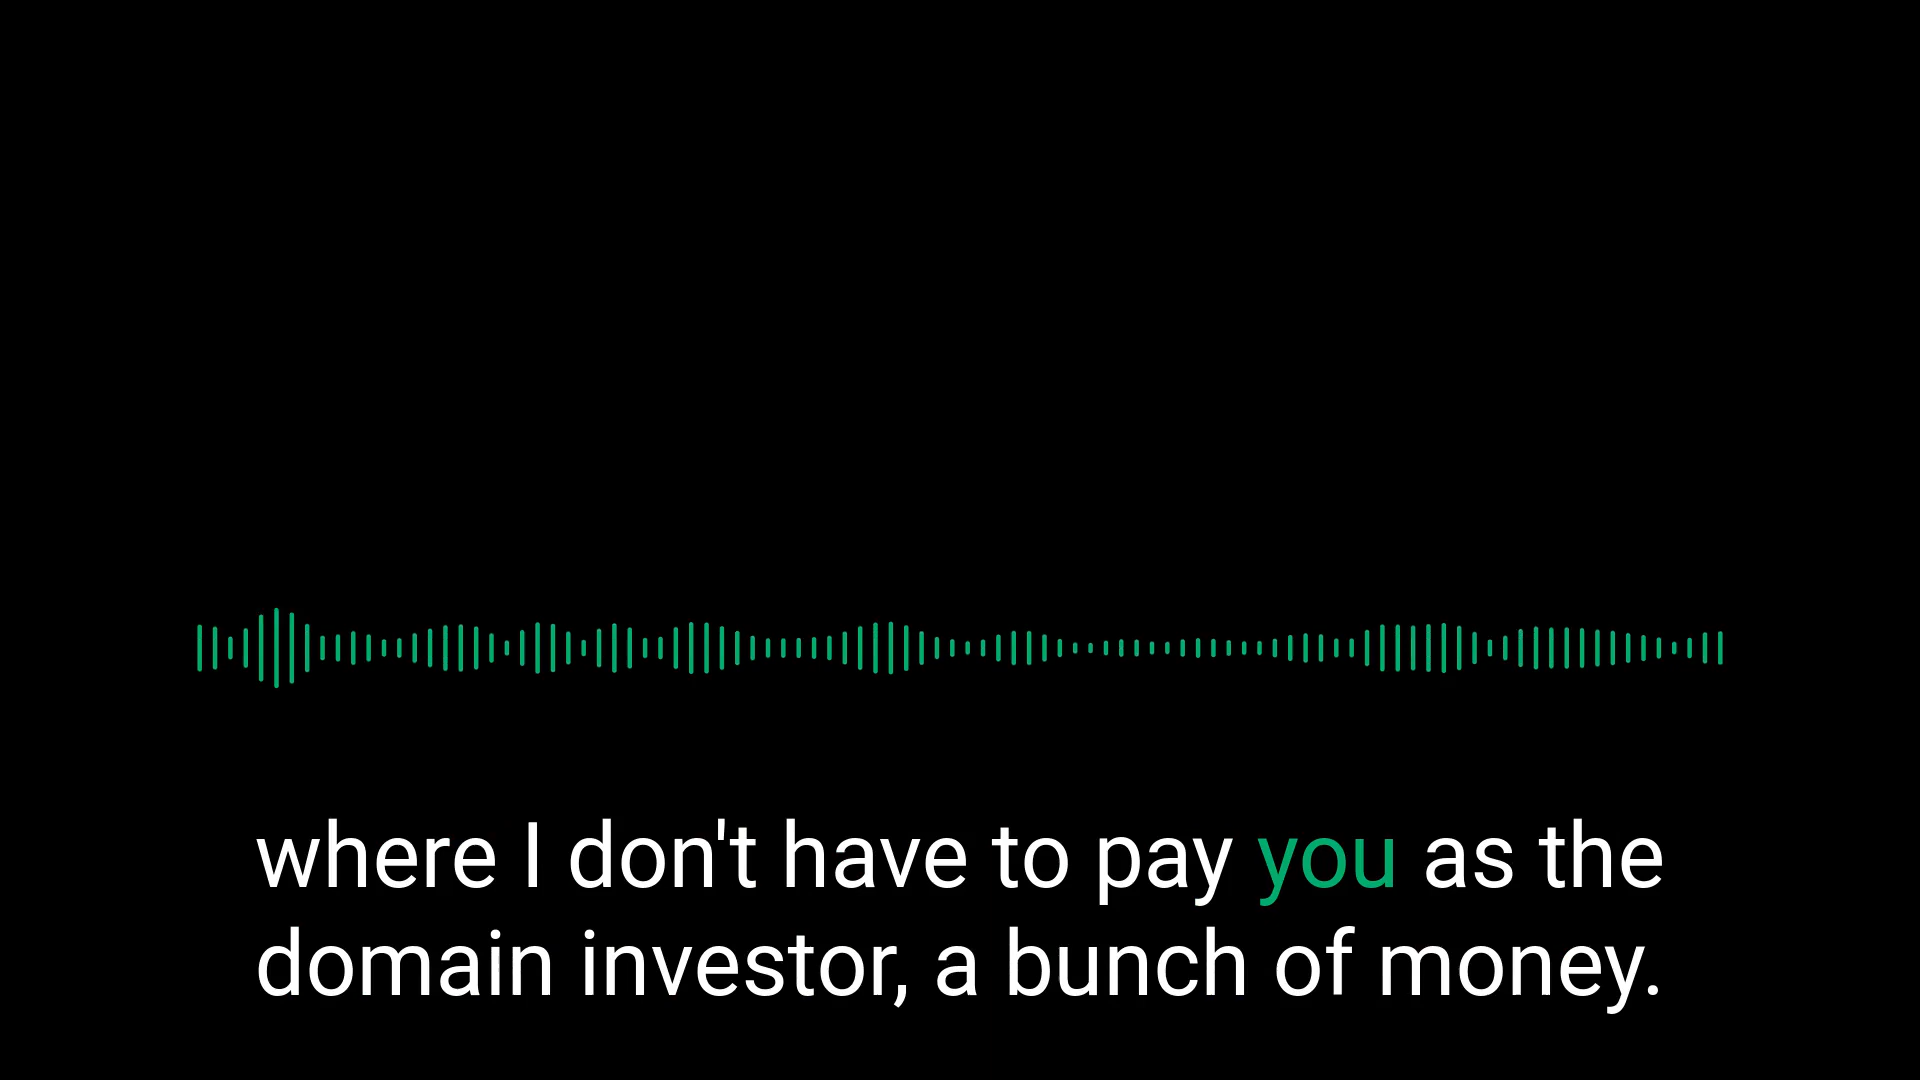 where I don't have to pay you as the
domain investor, a bunch of money.